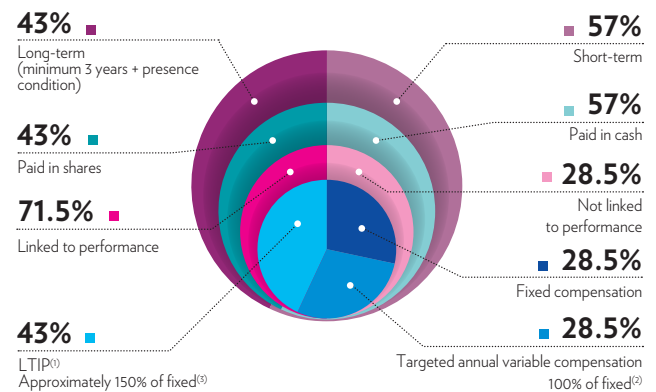 43%
Long-term
(minimum 3 years + presence
condition)
43%
Paid in shares
71.5%
Linked to performance
43%
LTIP(1)
Approximately 150% of fixed(3)
57%
Short-term
57%
Paid in cash
28.5%
Not linked
to performance
28.5%
Fixed compensation
28.5%
Targeted annual variable compensation
100% of fixed(2)